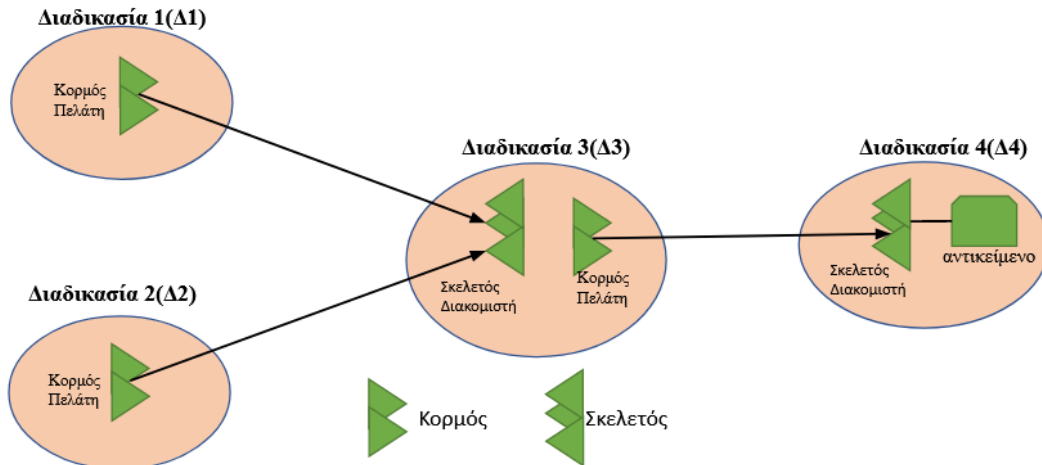 Διαδικασία 1(Δ1)
Κορμός
Πελάτη
Διαδικασία 2(Δ2)
Κορμός
Πελάτη
Διαδικασία 3(Δ3)
Σκελετός
Διακομιστή
Κορμός
Πελάτη
Διαδικασία 4(Δ4)
Σκελετός
Διακομιστή
αντικείμενο
Κορμός
Σκελετός